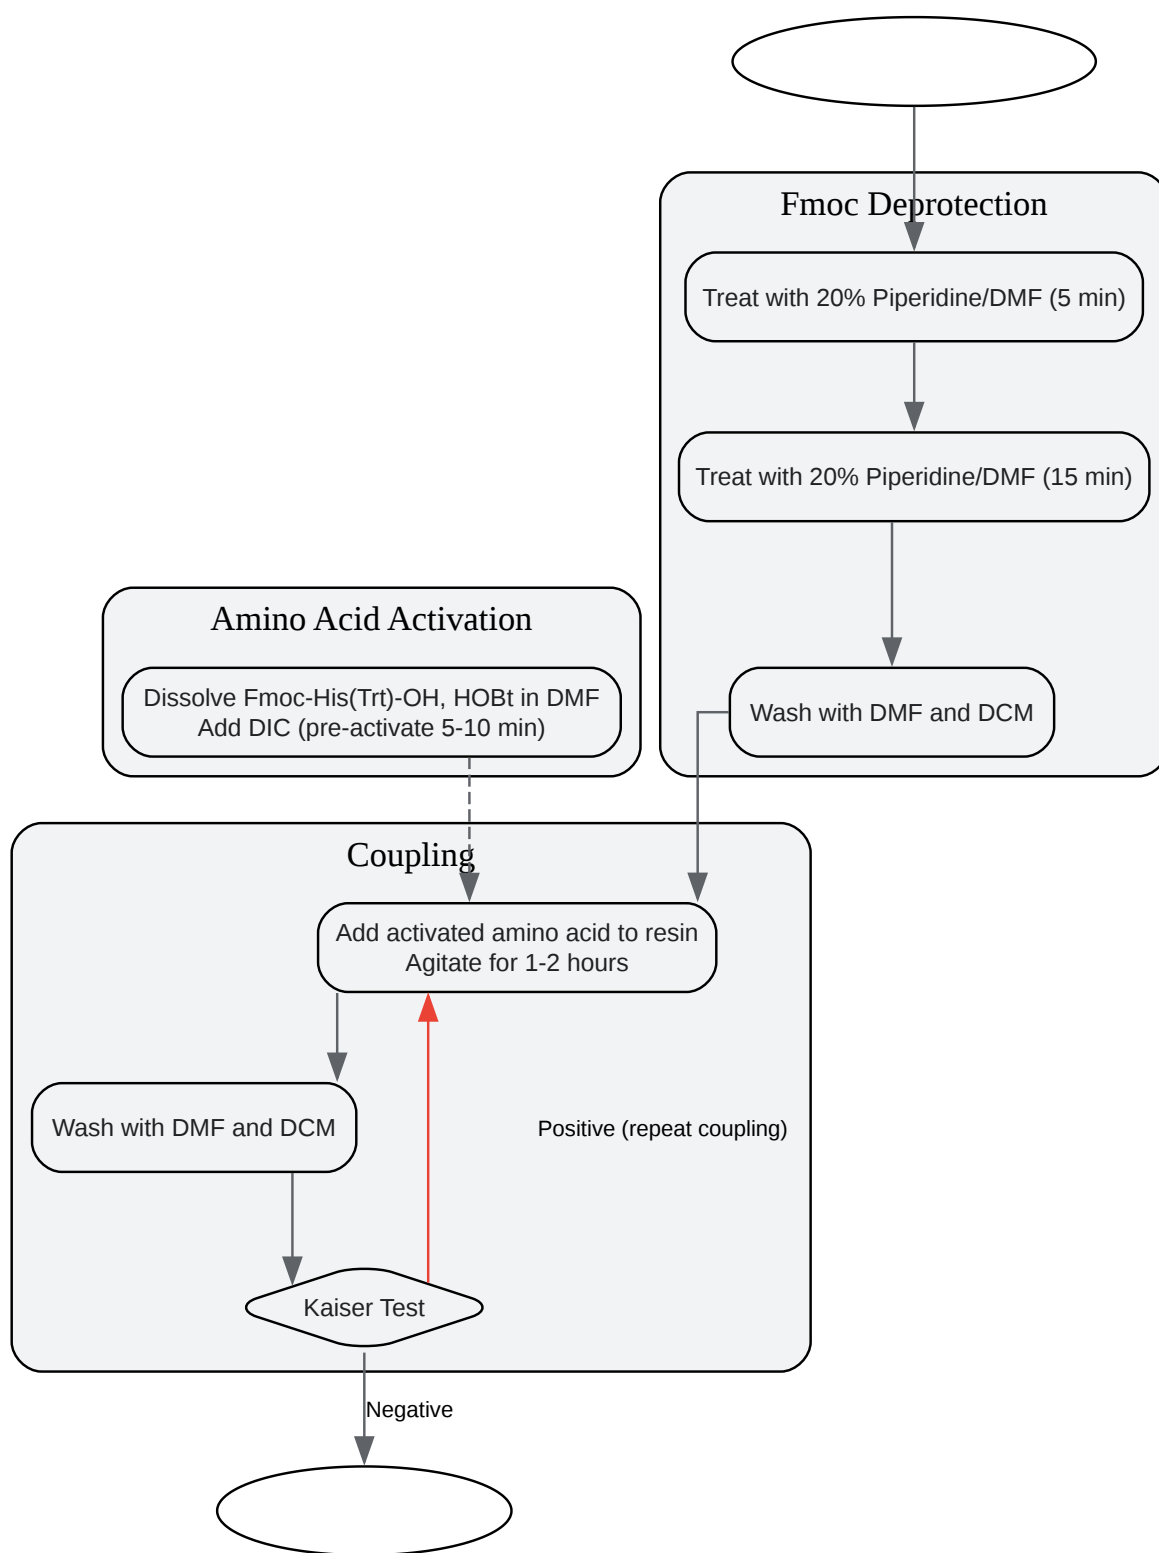 Fmoc Deprotection
Treat with 20% Piperidine/DMF (5 min)
Treat with 20% Piperidine/DMF (15 min)
Wash with DMF and DCM
Amino Acid Activation
Dissolve Fmoc-His(Trt)-OH, HOBt in DMF
Add DIC (pre-activate 5-10 min)
Coupling
Add activated amino acid to resin
Agitate for 1-2 hours
Wash with DMF and DCM
Positive (repeat coupling)
Kaiser Test
Negative